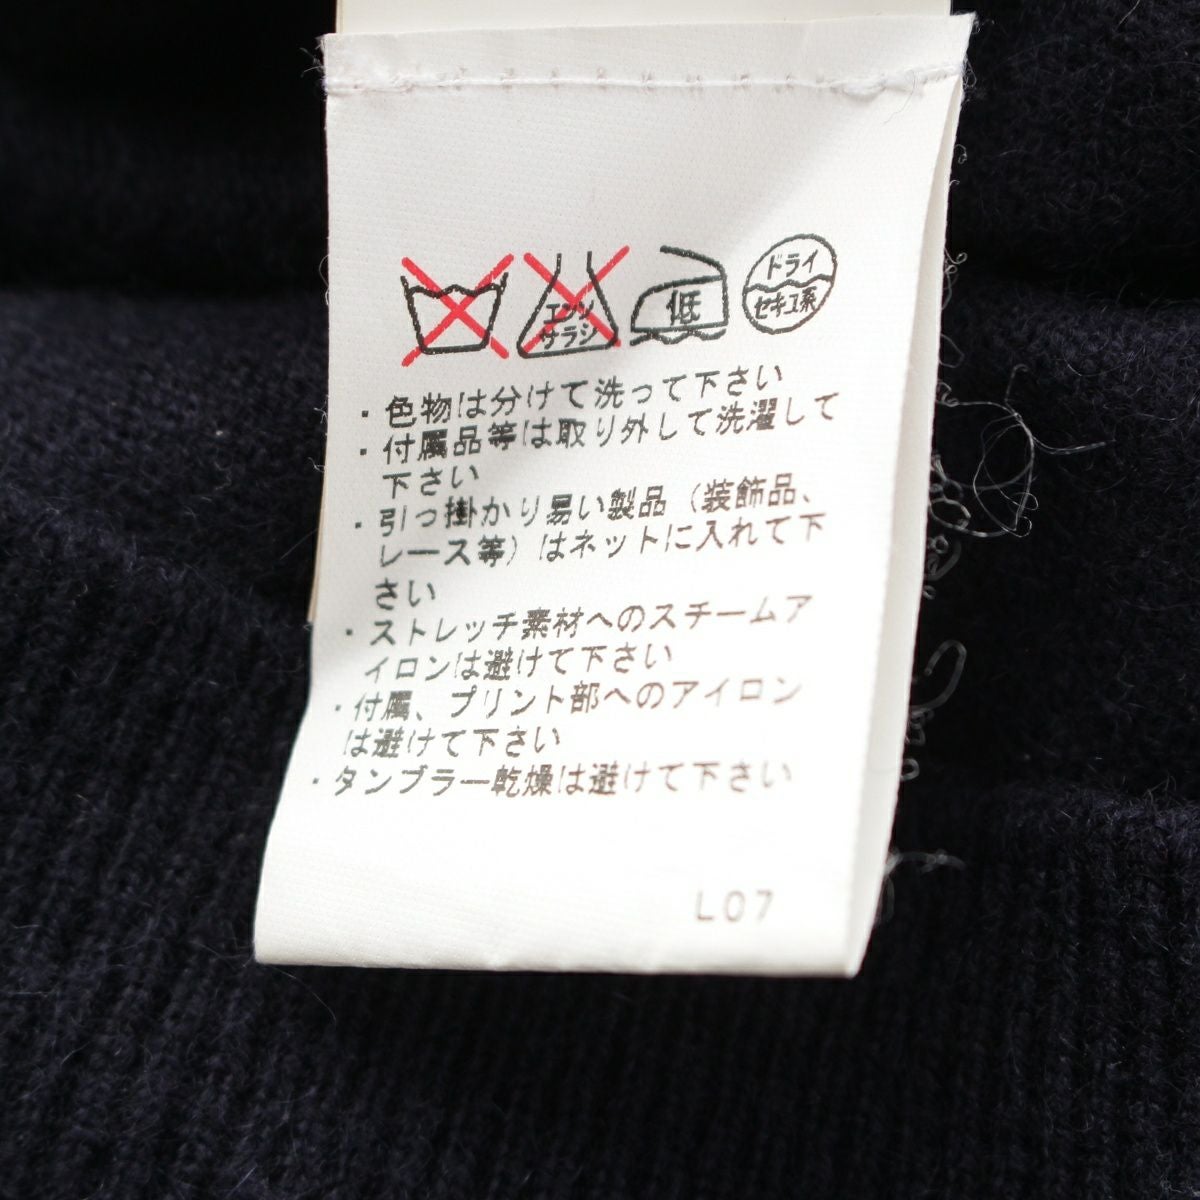 エンソ
サラシ
低
ドライ
セキユ系
・色物は分けて洗って下さい
・付属品等は取り外して洗濯して
下さい
・引っ掛かり易い製品（装飾品、
レース等）はネットに入れて下
さい
・ストレッチ素材へのスチームア
イロンは避けて下さい
・付属、プリント部へのアイロン
は避けて下さい
・タンブラー乾燥は避けて下さい
L07